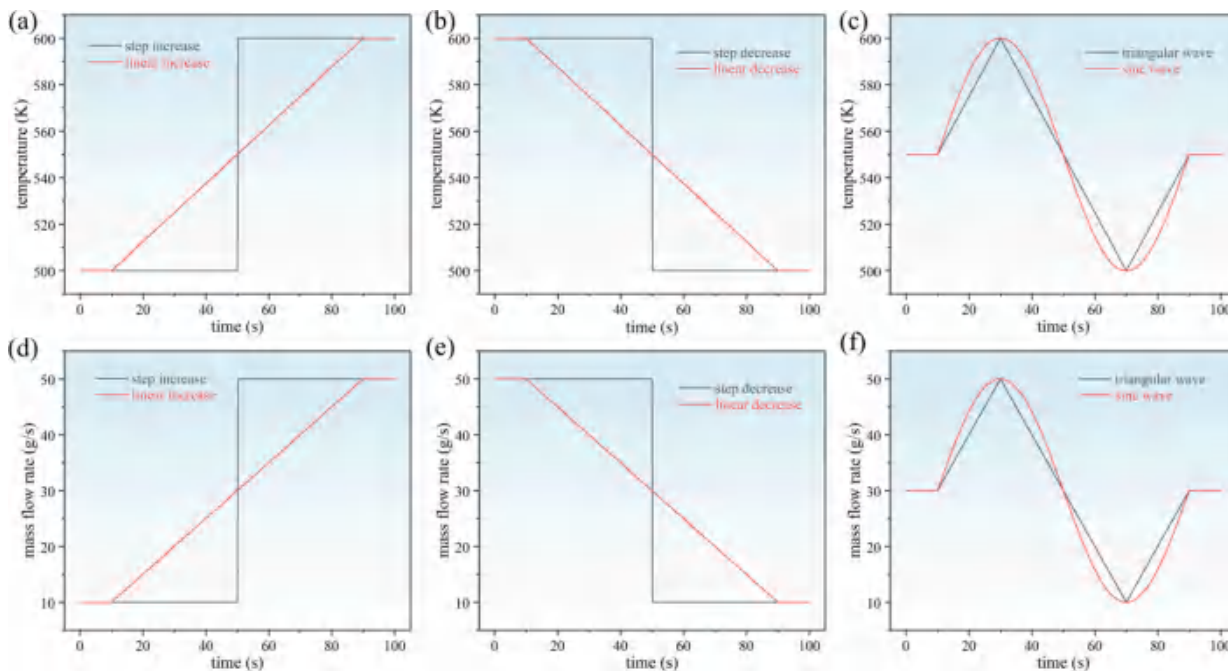 (a)
step increase
linear increase
600
580
560
540
520
500
temperature (K)
0 20 40 60 80 100
time (s)
(b)
step decrease
linear decrease
600
580
560
540
520
500
temperature (K)
0 20 40 60 80 100
time (s)
(c)
triangular wave
sine wave
600
580
560
540
520
500
temperature (K)
0 20 40 60 80 100
time (s)
(d)
step increase
linear increase
50
40
30
20
10
mass flow rate (g/s)
0 20 40 60 80 100
time (s)
(e)
step decrease
linear decrease
50
40
30
20
10
mass flow rate (g/s)
0 20 40 60 80 100
time (s)
(f)
triangular wave
sine wave
50
40
30
20
10
mass flow rate (g/s)
0 20 40 60 80 100
time (s)